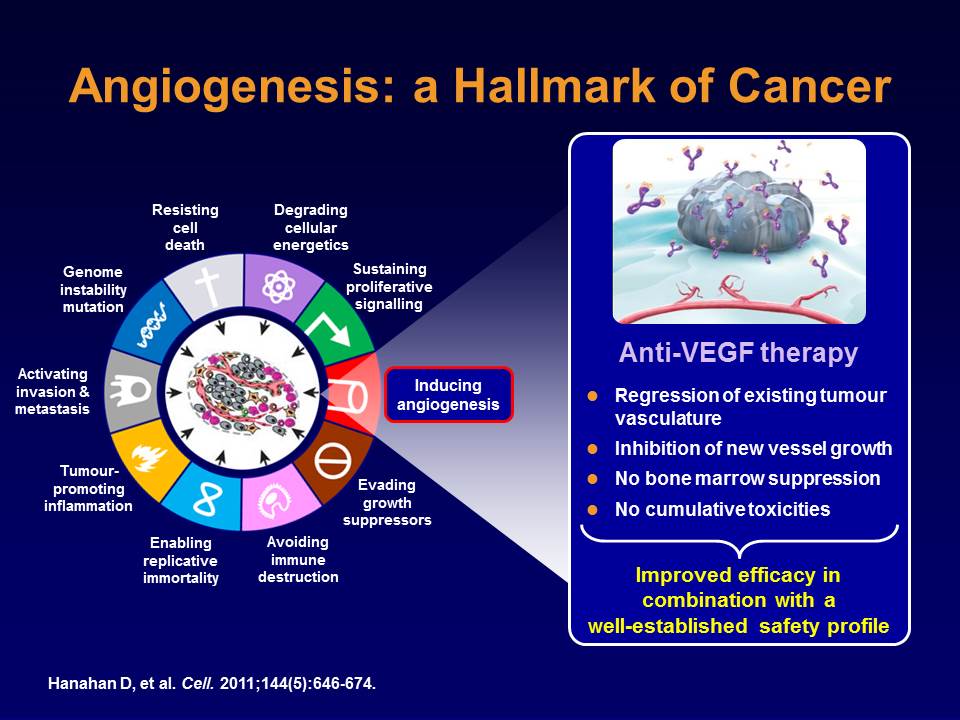 Angiogenesis: a Hallmark of Cancer
Resisting
cell
death
Degrading
cellular
energetics
Genome
instability
mutation
Sustaining
proliferative
signalling
Activating
invasion &
metastasis
Inducing
angiogenesis
Tumour-
promoting
inflammation
Evading
growth
suppressors
Enabling
replicative
immortality
Avoiding
immune
destruction
Anti-VEGF therapy
Regression of existing tumour
vasculature
Inhibition of new vessel growth
No bone marrow suppression
No cumulative toxicities
Improved efficacy in
combination with a
well-established safety profile
Hanahan D, et al. Cell. 2011;144(5):646-674.